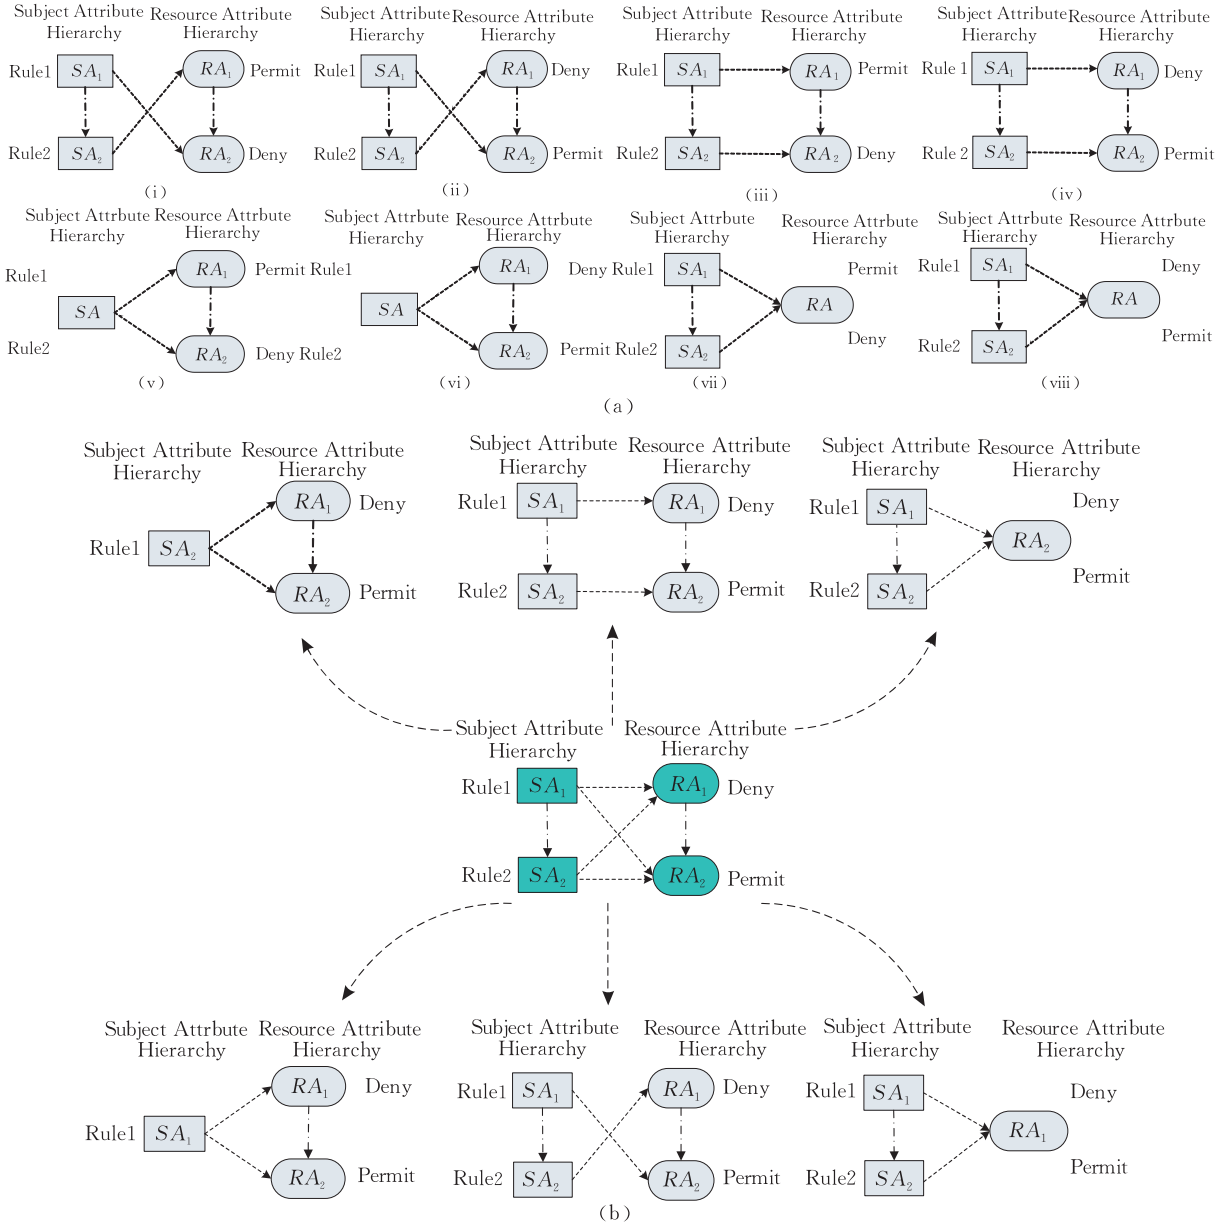 Subject Attrbute Resource Attribute
Hierarchy Hierarchy
Rule1 SA1 RA1 Permit
Rule2 SA2 RA2 Deny
(i)
Subject Attrbute Resource Attribute
Hierarchy Hierarchy
Rule1 SA1 RA1 Deny
Rule2 SA2 RA2 Permit
(ii)
Subject Attribute Resource Attrbute
Hierarchy Hierarchy
Rule1 SA1 RA1 Permit
Rule2 SA2 RA2 Deny
(iii)
Subject Attribute Resource Attrbute
Hierarchy Hierarchy
Rule 1 SA1 RA1 Deny
Rule 2 SA2 RA2 Permit
(iv)
Subject Attrbute Resource Attrbute
Hierarchy Hierarchy
Rule1 RA1 Permit Rule1
SA
Rule2 RA2 Deny Rule2
(v)
Subject Attrbute Resource Attrbute
Hierarchy Hierarchy
RA1 Deny Rule1
SA
RA2 Permit Rule2
(vi)
Subject Attrbute Resource Attrbute
Hierarchy Hierarchy
SA1 Permit
RA
SA2 Deny
(vii)
Subject Attrbute Resource Attrbute
Hierarchy Hierarchy
Rule1 SA1 Deny
RA
Rule2 SA2 Permit
(viii)
(a)
Subject Attribute Resource Attribute
Hierarchy Hierarchy
RA1 Deny
Rule1 SA2
RA2 Permit
Subject Attribute Resource Attribute
Hierarchy Hierarchy
Rule1 SA1 RA1 Deny
Rule2 SA2 RA2 Permit
Subject Attribute Resource Attribute
Hierarchy Hierarchy
Rule1 SA1 Deny
RA2
Rule2 SA2 Permit
Subject Attribute Resource Attribute
Hierarchy Hierarchy
Rule1 SA1 RA1 Deny
Rule2 SA2 RA2 Permit
Subject Attrbute Resource Attribute
Hierarchy Hierarchy
RA1 Deny
Rule1 SA1
RA2 Permit
Subject Attribute Resource Attribute
Hierarchy Hierarchy
Rule1 SA1 RA1 Deny
Rule2 SA2 RA2 Permit
Subject Attribute Resource Attribute
Hierarchy Hierarchy
Rule1 SA1 Deny
RA1
Rule2 SA2 Permit
(b)